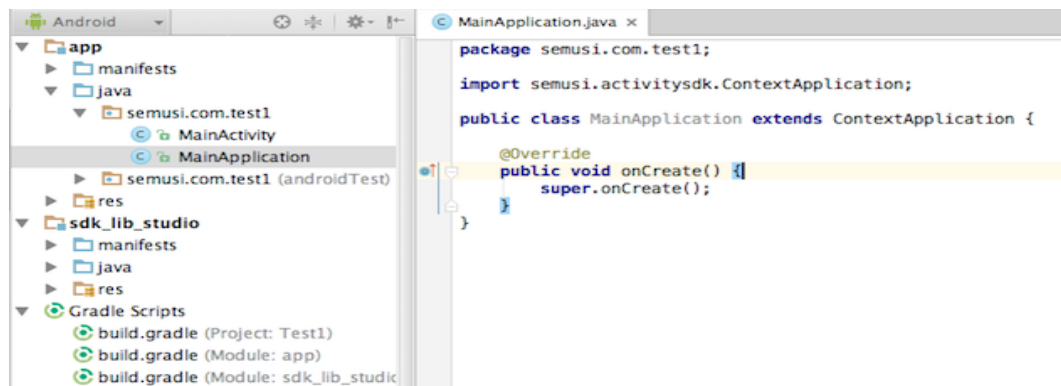 Android
app
manifests
java
semusi.com.test1
MainActivity
MainApplication
semusi.com.test1 (androidTest)
res
sdk_lib_studio
manifests
java
res
Gradle Scripts
build.gradle (Project: Test1)
build.gradle (Module: app)
build.gradle (Module: sdk_lib_studio
MainApplication.java
package semusi.com.test1;
import semusi.activitysdk.ContextApplication;
public class MainApplication extends ContextApplication {
@Override
public void onCreate() {
super.onCreate();
}
}